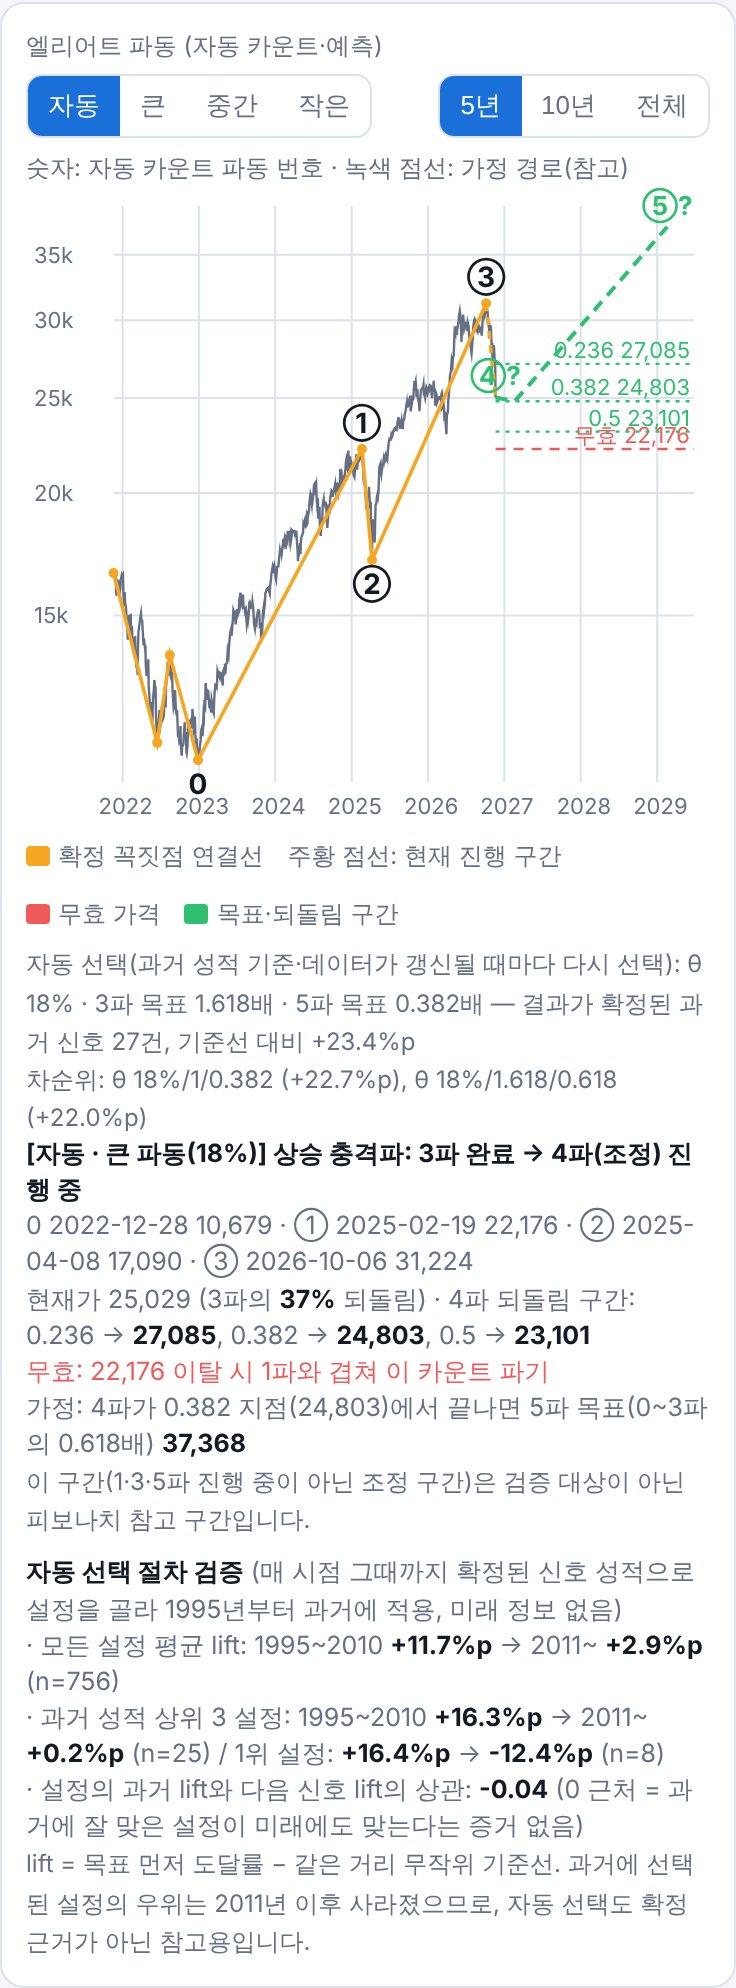 엘리어트 파동 (자동 카운트·예측)
자동 큰 중간 작은 5년 10년 전체
숫자: 자동 카운트 파동 번호 · 녹색 점선: 가정 경로(참고)
⑤?
35k
③
30k
0.236 27,085
④?
0.382 24,803
25k
0.5 23,101
①
무효 22,176
20k
②
15k
0
2022 2023 2024 2025 2026 2027 2028 2029
확정 꼭짓점 연결선 주황 점선: 현재 진행 구간
무효 가격 목표·되돌림 구간
자동 선택(과거 성적 기준·데이터가 갱신될 때마다 다시 선택): θ
18% · 3파 목표 1.618배 · 5파 목표 0.382배 — 결과가 확정된 과
거 신호 27건, 기준선 대비 +23.4%p
차순위: θ 18%/1/0.382 (+22.7%p), θ 18%/1.618/0.618
(+22.0%p)
[자동 · 큰 파동(18%)] 상승 충격파: 3파 완료 → 4파(조정) 진
행 중
0 2022-12-28 10,679 · ① 2025-02-19 22,176 · ② 2025-
04-08 17,090 · ③ 2026-10-06 31,224
현재가 25,029 (3파의 37% 되돌림) · 4파 되돌림 구간:
0.236 → 27,085, 0.382 → 24,803, 0.5 → 23,101
무효: 22,176 이탈 시 1파와 겹쳐 이 카운트 파기
가정: 4파가 0.382 지점(24,803)에서 끝나면 5파 목표(0~3파
의 0.618배) 37,368
이 구간(1·3·5파 진행 중이 아닌 조정 구간)은 검증 대상이 아닌
피보나치 참고 구간입니다.
자동 선택 절차 검증 (매 시점 그때까지 확정된 신호 성적으로
설정을 골라 1995년부터 과거에 적용, 미래 정보 없음)
· 모든 설정 평균 lift: 1995~2010 +11.7%p → 2011~ +2.9%p
(n=756)
· 과거 성적 상위 3 설정: 1995~2010 +16.3%p → 2011~
+0.2%p (n=25) / 1위 설정: +16.4%p → -12.4%p (n=8)
· 설정의 과거 lift와 다음 신호 lift의 상관: -0.04 (0 근처 = 과
거에 잘 맞은 설정이 미래에도 맞는다는 증거 없음)
lift = 목표 먼저 도달률 − 같은 거리 무작위 기준선. 과거에 선택
된 설정의 우위는 2011년 이후 사라졌으므로, 자동 선택도 확정
근거가 아닌 참고용입니다.